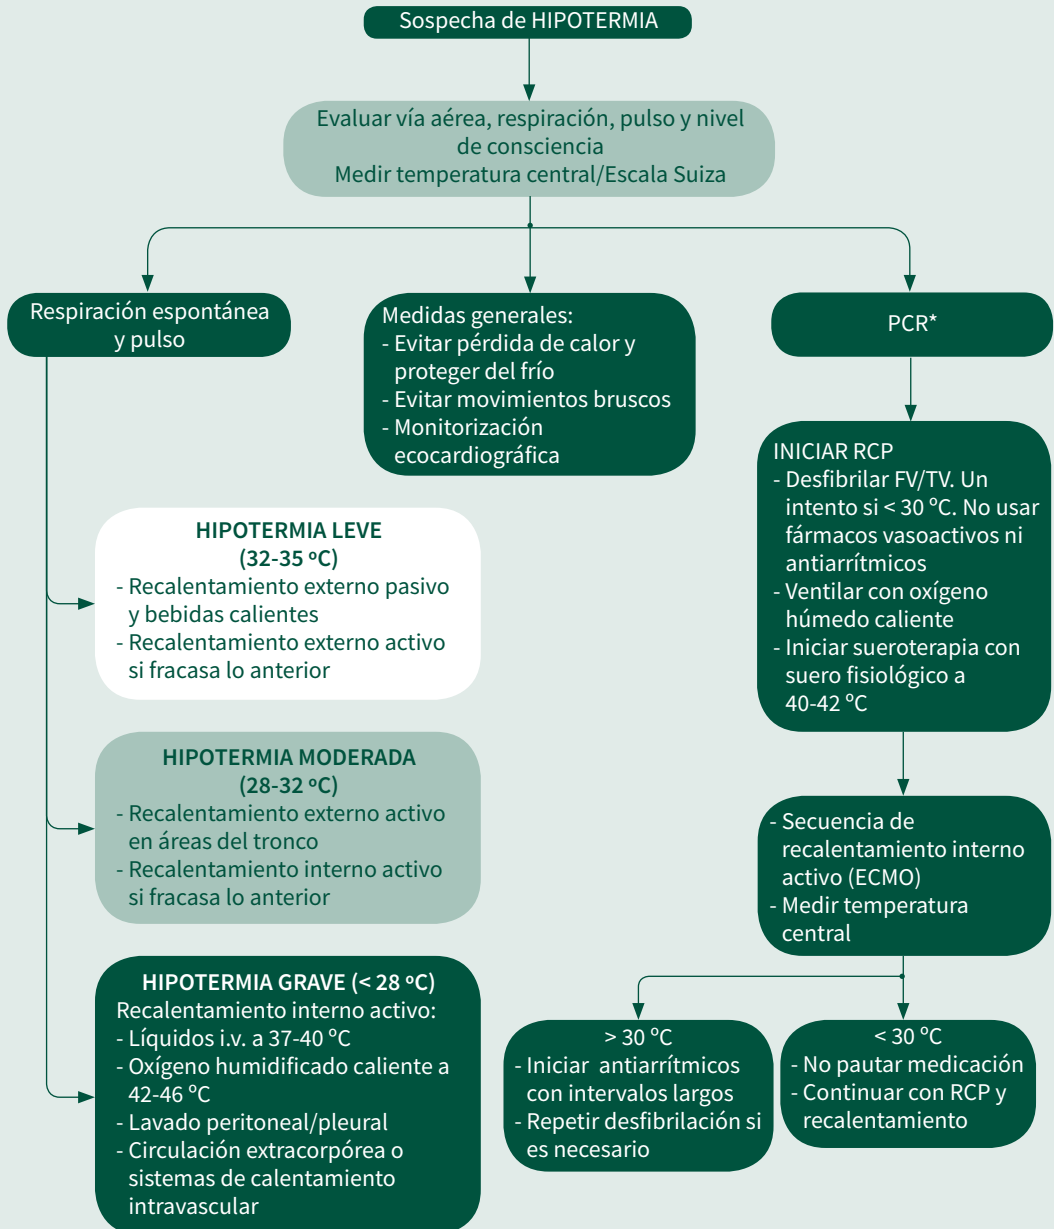 Sospecha de HIPOTERMIA
Evaluar vía aérea, respiración, pulso y nivel
de consciencia
Medir temperatura central/Escala Suiza
Respiración espontánea
y pulso
Medidas generales:
- Evitar pérdida de calor y
proteger del frío
- Evitar movimientos bruscos
- Monitorización
ecocardiográfica
PCR*
HIPOTERMIA LEVE
(32-35 ºC)
- Recalentamiento externo pasivo
y bebidas calientes
- Recalentamiento externo activo
si fracasa lo anterior
HIPOTERMIA MODERADA
(28-32 ºC)
- Recalentamiento externo activo
en áreas del tronco
- Recalentamiento interno activo
si fracasa lo anterior
HIPOTERMIA GRAVE (< 28 ºC)
Recalentamiento interno activo:
- Líquidos i.v. a 37-40 ºC
- Oxígeno humidificado caliente a
42-46 ºC
- Lavado peritoneal/pleural
- Circulación extracorpórea o
sistemas de calentamiento
intravascular
INICIAR RCP
- Desfibrilar FV/TV. Un
intento si < 30 ºC. No usar
fármacos vasoactivos ni
antiarrítmicos
- Ventilar con oxígeno
húmedo caliente
- Iniciar sueroterapia con
suero fisiológico a
40-42 ºC
- Secuencia de
recalentamiento interno
activo (ECMO)
- Medir temperatura
central
> 30 ºC
- Iniciar antiarrítmicos
con intervalos largos
- Repetir desfibrilación si
es necesario
< 30 ºC
- No pautar medicación
- Continuar con RCP y
recalentamiento